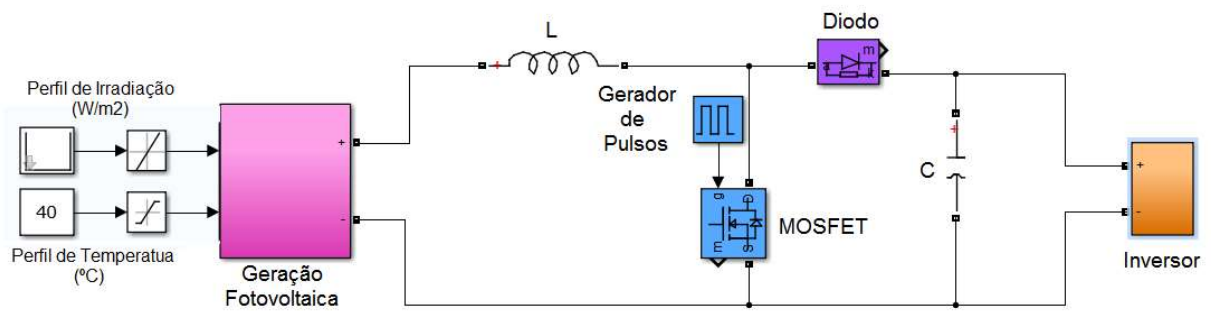 Perfil de Irradiação
(W/m2)
40
Perfil de Temperatua
(ºC)
+
-
Geração
Fotovoltaica
L
+
Gerador
de
Pulsos
g
D
m
S
MOSFET
Diodo
m
a
k
+
C
+
-
Inversor